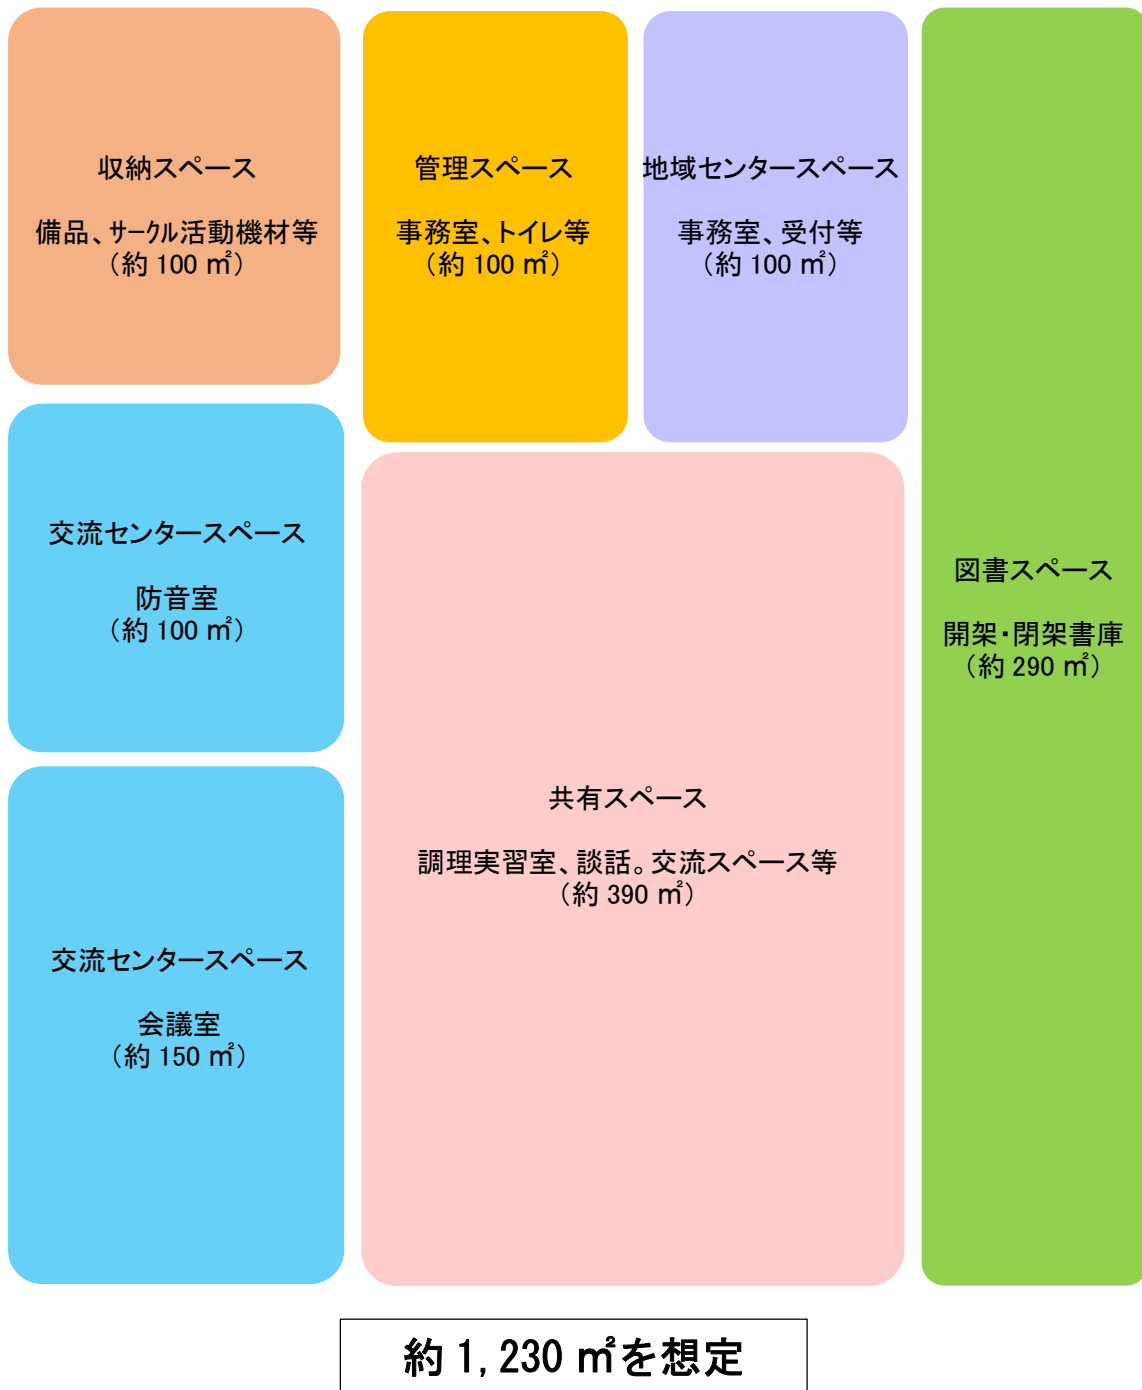 収納スペース
備品、サークル活動機材等
（約 100 ㎡）
管理スペース
事務室、トイレ等
（約 100 ㎡）
地域センタースペース
事務室、受付等
（約 100 ㎡）
図書スペース
開架・閉架書庫
（約 290 ㎡）
交流センタースペース
防音室
（約 100 ㎡）
共有スペース
調理実習室、談話。交流スペース等
（約 390 ㎡）
交流センタースペース
会議室
（約 150 ㎡）
約 1,230 ㎡を想定